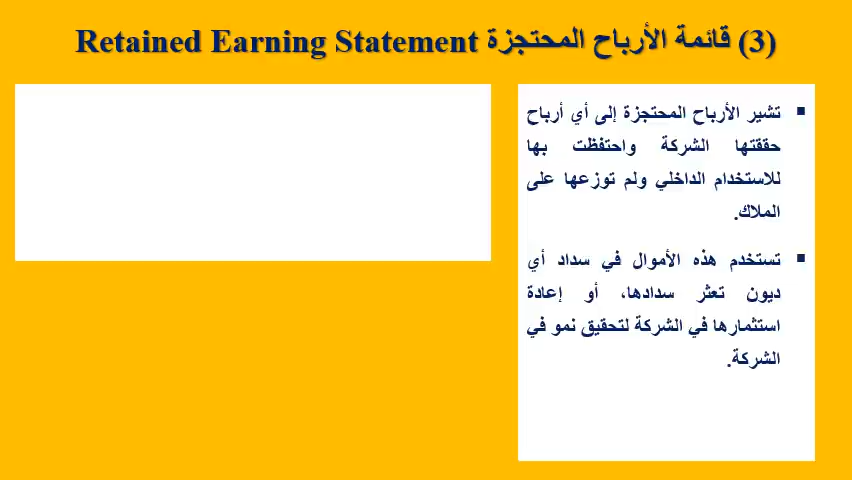 (3) قائمة الأرباح المحتجزة Retained Earning Statement
▪ تشير الأرباح المحتجزة إلى أي أرباح
حققتها الشركة واحتفظت بها
للاستخدام الداخلي ولم توزعها على
الملاك.
▪ تستخدم هذه الأموال في سداد أي
ديون تعثر سدادها، أو إعادة
استثمارها في الشركة لتحقيق نمو في
الشركة.